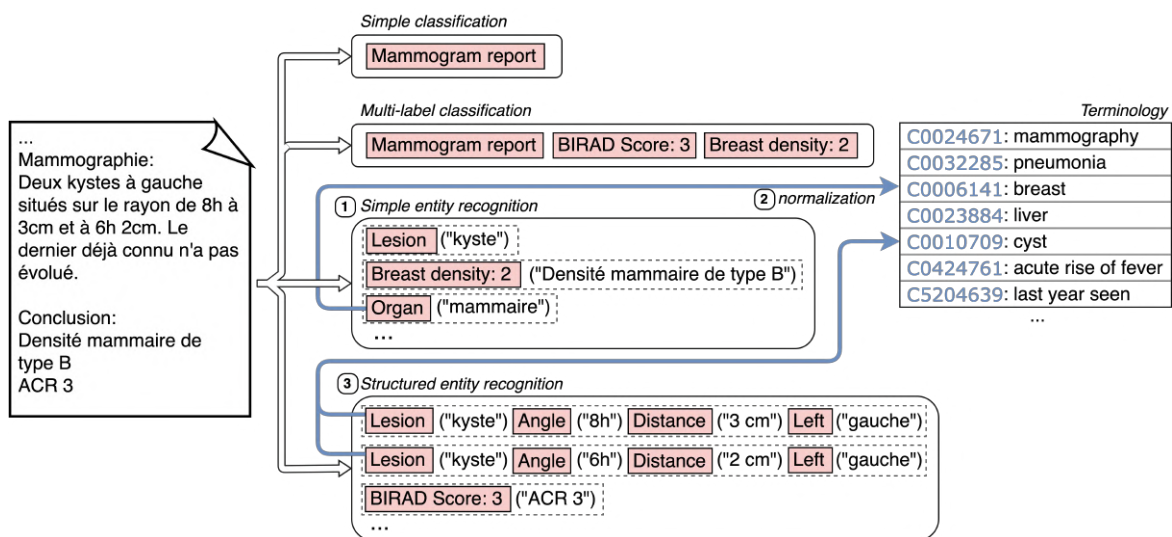 ...
Mammographie:
Deux kystes à gauche
situés sur le rayon de 8h à
3cm et à 6h 2cm. Le
dernier déjà connu n'a pas
évolué.
Conclusion:
Densité mammaire de
type B
ACR 3
Simple classification
Mammogram report
Multi-label classification
Mammogram report BIRAD Score: 3 Breast density: 2
1 Simple entity recognition
Lesion ("kyste")
Breast density: 2 ("Densité mammaire de type B")
Organ ("mammaire")
...
2 normalization
3 Structured entity recognition
Lesion ("kyste") Angle ("8h") Distance ("3 cm") Left ("gauche")
Lesion ("kyste") Angle ("6h") Distance ("2 cm") Left ("gauche")
BIRAD Score: 3 ("ACR 3")
...
Terminology
C0024671: mammography
C0032285: pneumonia
C0006141: breast
C0023884: liver
C0010709: cyst
C0424761: acute rise of fever
C5204639: last year seen
...